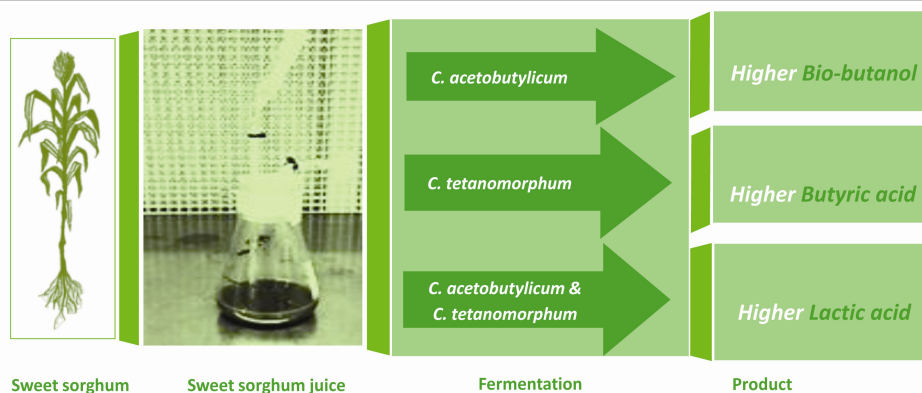 C. acetobutylicum
Higher Bio-butanol
C. tetanomorphum
Higher Butyric acid
C. acetobutylicum &
C. tetanomorphum
Higher Lactic acid
Sweet sorghum
Sweet sorghum juice
Fermentation
Product